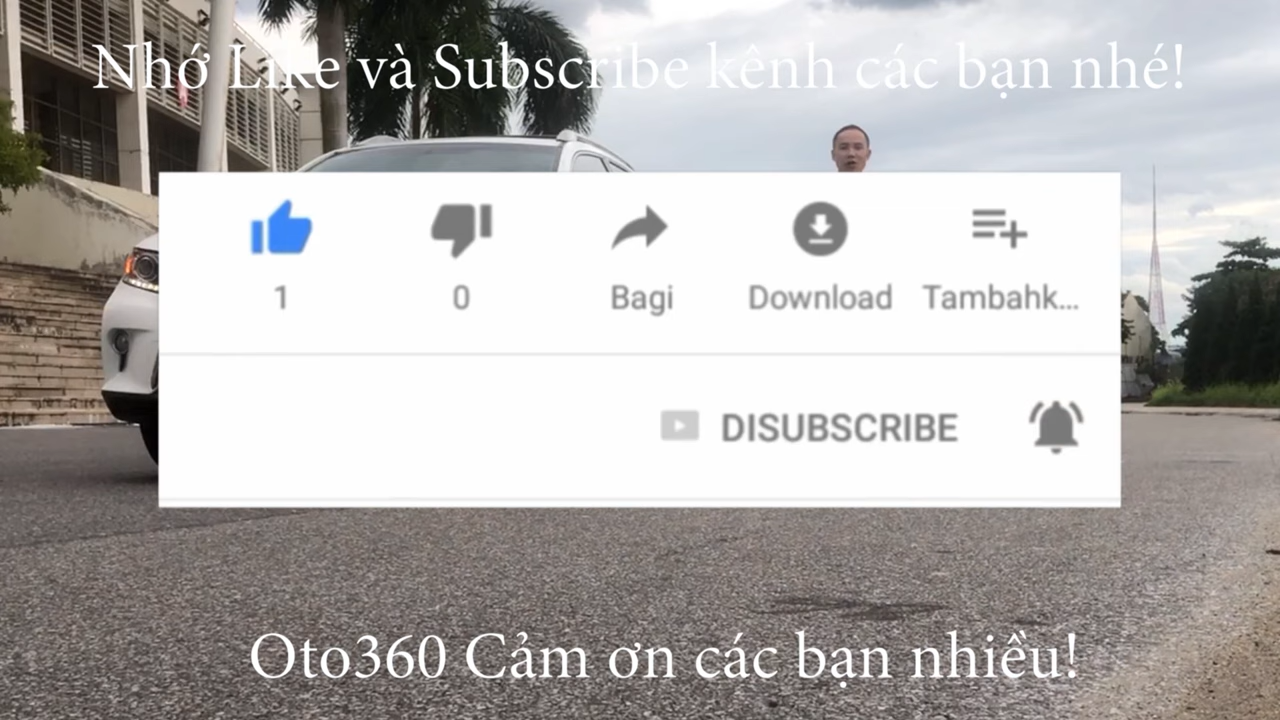 Nhớ Like và Subscribe kênh các bạn nhé!
1 0 Bagi Download Tambahk...
DISUBSCRIBE
Oto360 Cảm ơn các bạn nhiều!